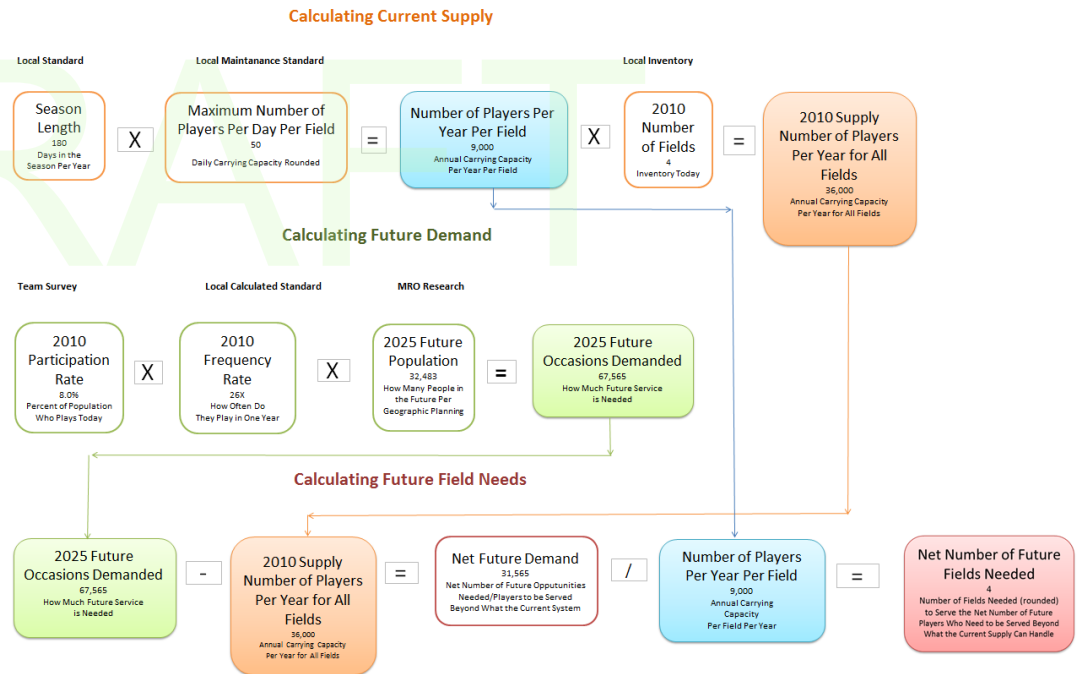 Calculating Current Supply
Local Standard
Local Maintanance Standard
Local Inventory
Season
Length
180
Days in the
Season Per Year
X
Maximum Number of
Players Per Day Per Field
50
Daily Carrying Capacity Rounded
=
Number of Players Per
Year Per Field
9,000
Annual Carrying Capacity
Per Year Per Field
X
2010
Number
of Fields
4
Inventory Today
=
2010 Supply
Number of Players
Per Year for All
Fields
36,000
Annual Carrying Capacity
Per Year for All Fields
DRAFT
Calculating Future Demand
Team Survey
Local Calculated Standard
MRO Research
2010
Participation
Rate
8.0%
Percent of Population
Who Plays Today
X
2010
Frequency
Rate
26X
How Often Do
They Play in One Year
X
2025 Future
Population
32,483
How Many People in
the Future Per
Geographic Planning
=
2025 Future
Occasions Demanded
67,565
How Much Future Service
is Needed
Calculating Future Field Needs
2025 Future
Occasions Demanded
67,565
How Much Future Service
is Needed
-
2010 Supply
Number of Players
Per Year for All
Fields
36,000
Annual Carrying Capacity
Per Year for All Fields
=
Net Future Demand
31,565
Net Number of Future Opputunities
Needed/Players to be Served
Beyond What the Current System
/
Number of Players
Per Year Per Field
9,000
Annual Carrying
Capacity
Per Field Per Year
=
Net Number of Future
Fields Needed
4
Number of Fields Needed (rounded)
to Serve the Net Number of Future
Players Who Need to be Served Beyond
What the Current Supply Can Handle